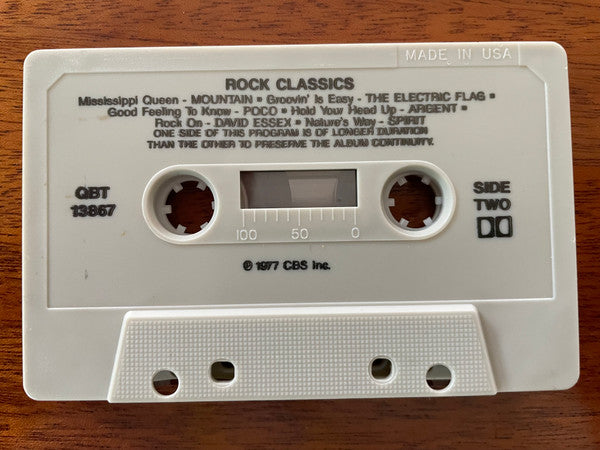 MADE IN USA
ROCK CLASSICS
Mississippi Queen - MOUNTAIN • Groovin' Is Easy - THE ELECTRIC FLAG •
Good Feeling To Know - POCO • Hold Your Head Up - ARGENT •
Rock On - DAVID ESSEX • Nature's Way - SPIRIT
ONE SIDE OF THIS PROGRAM IS OF LONGER DURATION
THAN THE OTHER TO PRESERVE THE ALBUM CONTINUITY.
QBT
13867
SIDE
TWO
100 50 0
℗ 1977 CBS Inc.